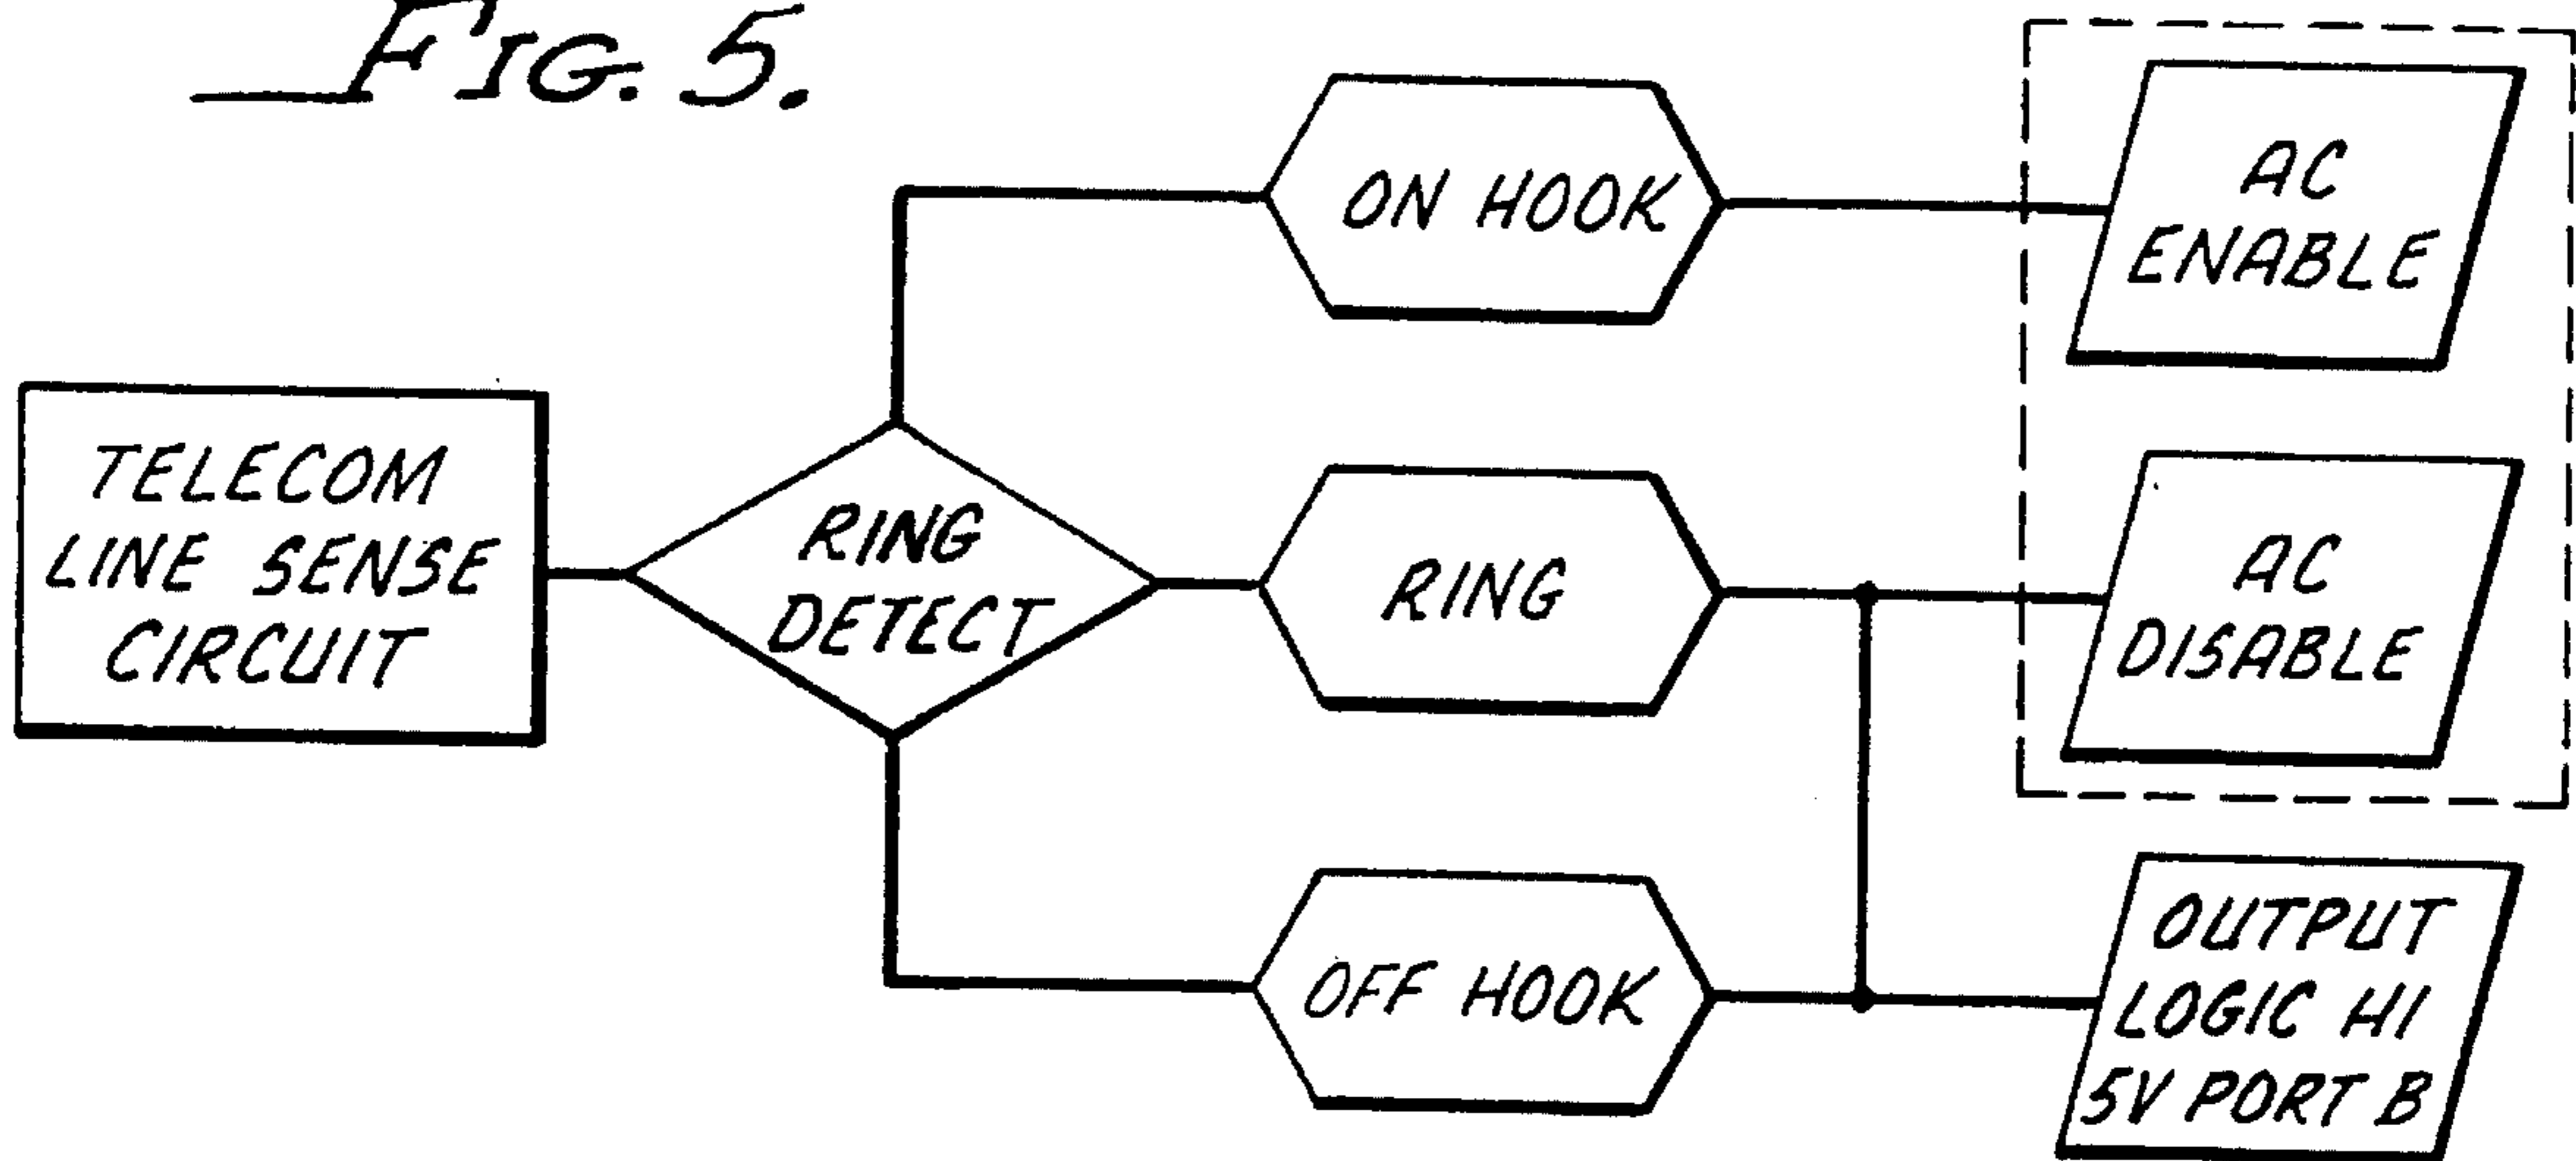 FIG. 5.
ON HOOK
AC
ENABLE
TELECOM
LINE SENSE
CIRCUIT
RING
DETECT
RING
AC
DISABLE
OFF HOOK
OUTPUT
LOGIC HI
5V PORT B